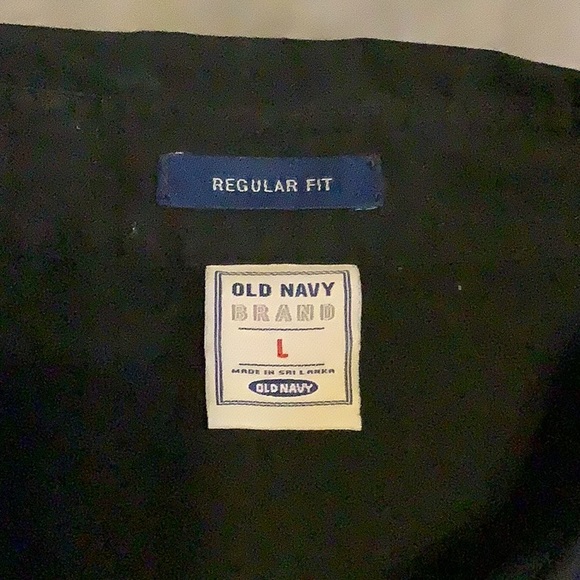 REGULAR FIT
OLD NAVY
BRAND
L
MADE IN SRI LANKA
OLD NAVY